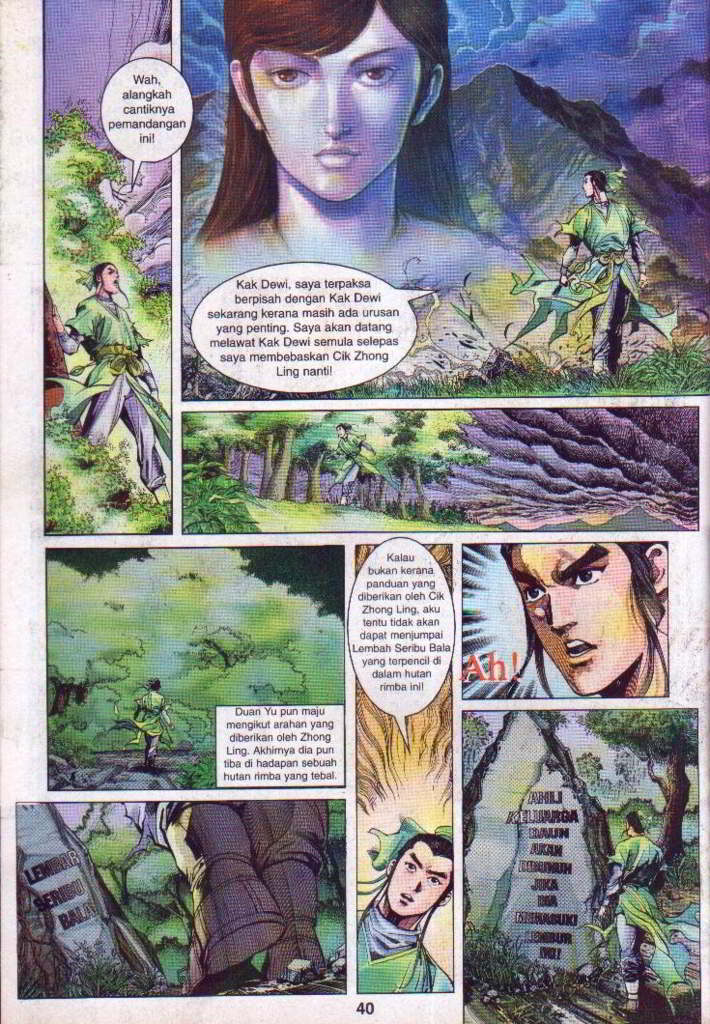 Wah,
alangkah
cantiknya
pemandangan
ini!
Kak Dewi, saya terpaksa
berpisah dengan Kak Dewi
sekarang kerana masih ada urusan
yang penting. Saya akan datang
melawat Kak Dewi semula selepas
saya membebaskan Cik Zhong
Ling nanti!
Duan Yu pun maju
mengikut arahan yang
diberikan oleh Zhong
Ling. Akhirnya dia pun
tiba di hadapan sebuah
hutan rimba yang tebal.
Kalau
bukan kerana
panduan yang
diberikan oleh Cik
Zhong Ling, aku
tentu tidak akan
dapat menjumpai
Lembah Seribu Bala
yang terpencil di
dalam hutan
rimba ini!
Ah!
LEMBAH
SERIBU
BALA
AHLI
KELUARGA
DAUN
AKAN
DIBUNUH
JIKA
DIA
MERASUKI
LEMBUR
INI!
40